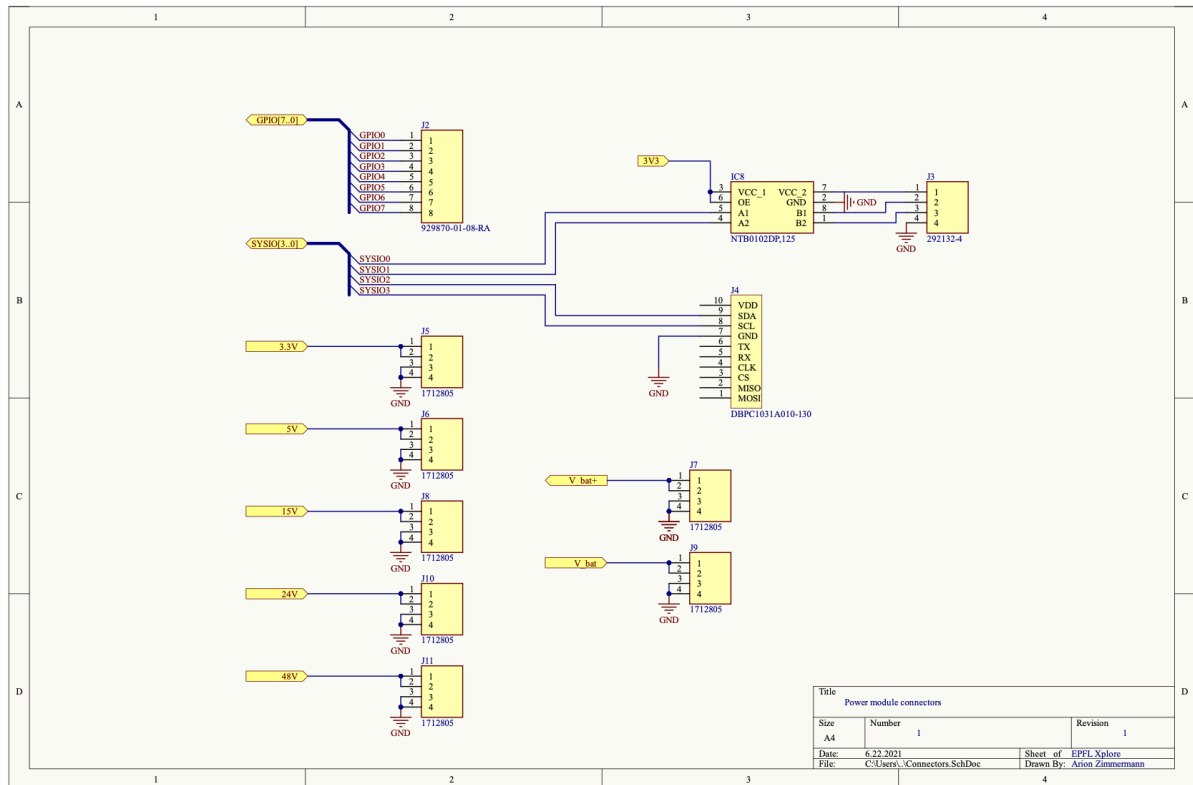 1 2 3 4
A A
GPIO[7..0]
J2
GPIO0 1 1
GPIO1 2 2
GPIO2 3 3
GPIO3 4 4
GPIO4 5 5
GPIO5 6 6
GPIO6 7 7
GPIO7 8 8
929870-01-08-RA
3V3
IC8
3 VCC_1 VCC_2 7
6 OE GND 2
5 A1 B1 8
4 A2 B2 1
NTB0102DP,125
GND
J3
1 1
2 2
3 3
4 4
292132-4
GND
SYSIO[3..0]
SYSIO0
SYSIO1
SYSIO2
SYSIO3
B B
J4
10 VDD
9 SDA
8 SCL
7 GND
6 TX
5 RX
4 CLK
3 CS
2 MISO
1 MOSI
DBPC1031A010-130
GND
3.3V
J5
1 1
2 2
3 3
4 4
1712805
GND
5V
J6
1 1
2 2
3 3
4 4
1712805
GND
C C
15V
J8
1 1
2 2
3 3
4 4
1712805
GND
V_bat+
J7
1 1
2 2
3 3
4 4
1712805
GND
V_bat
J9
1 1
2 2
3 3
4 4
1712805
GND
24V
J10
1 1
2 2
3 3
4 4
1712805
GND
D D
48V
J11
1 1
2 2
3 3
4 4
1712805
GND
Title
Power module connectors
Size Number Revision
A4 1 1
Date: 6.22.2021 Sheet of EPFL Xplore
File: C:\Users\..\Connectors.SchDoc Drawn By: Arion Zimmermann
1 2 3 4